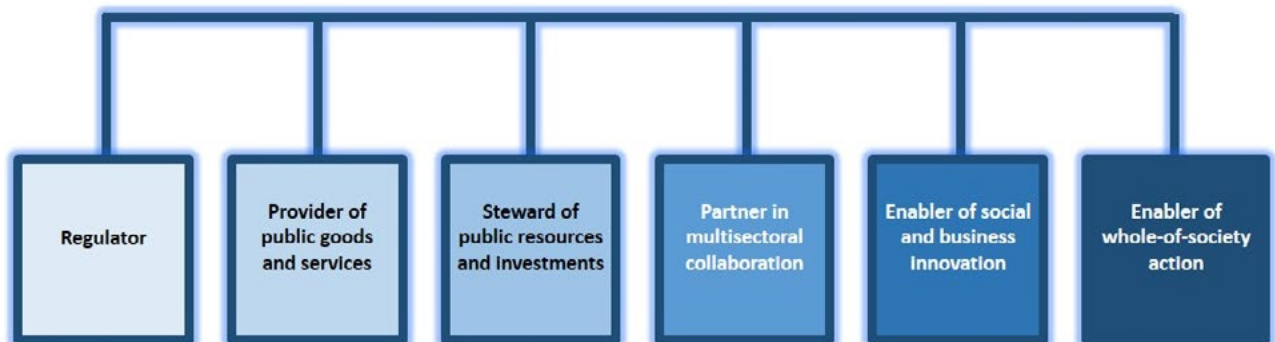 Regulator
Provider of
public goods
and services
Steward of
public resources
and investments
Partner in
multisectoral
collaboration
Enabler of social
and business
innovation
Enabler of
whole-of-society
action